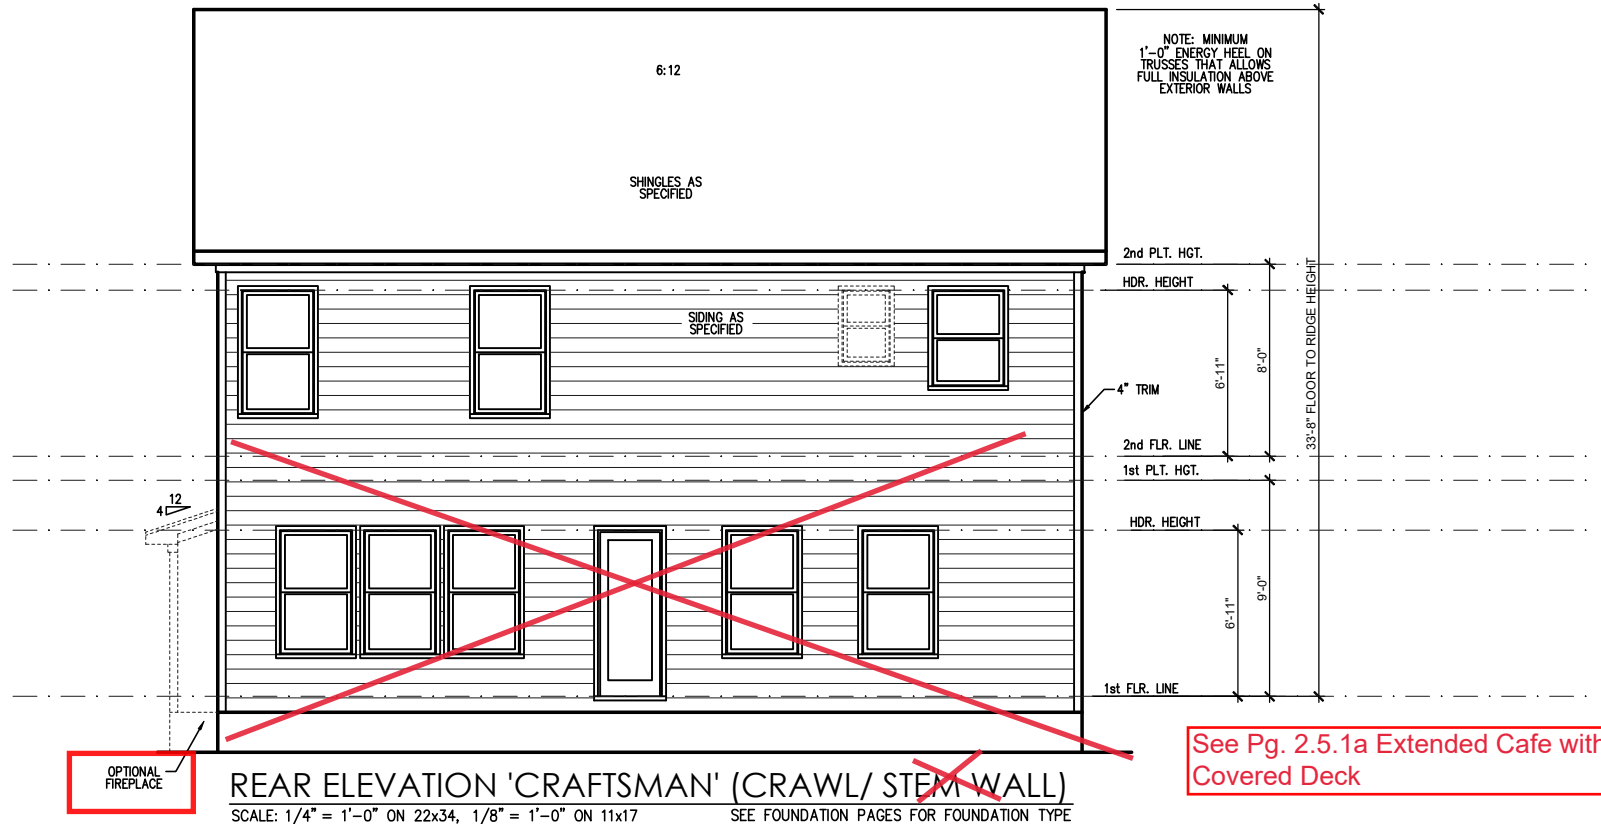 NOTE: MINIMUM
1'-0" ENERGY HEEL ON
TRUSSES THAT ALLOWS
FULL INSULATION ABOVE
EXTERIOR WALLS
6:12
SHINGLES AS
SPECIFIED
2nd PLT. HGT.
HDR. HEIGHT
SIDING AS
SPECIFIED
33'-8" FLOOR TO RIDGE HEIGHT
6'-11"
8'-0"
4" TRIM
2nd FLR. LINE
1st PLT. HGT.
12
4
HDR. HEIGHT
6'-11"
9'-0"
1st FLR. LINE
OPTIONAL
FIREPLACE
See Pg. 2.5.1a Extended Cafe with
Covered Deck
REAR ELEVATION 'CRAFTSMAN' (CRAWL/ STEM WALL)
SCALE: 1/4" = 1'-0" ON 22x34, 1/8" = 1'-0" ON 11x17
SEE FOUNDATION PAGES FOR FOUNDATION TYPE